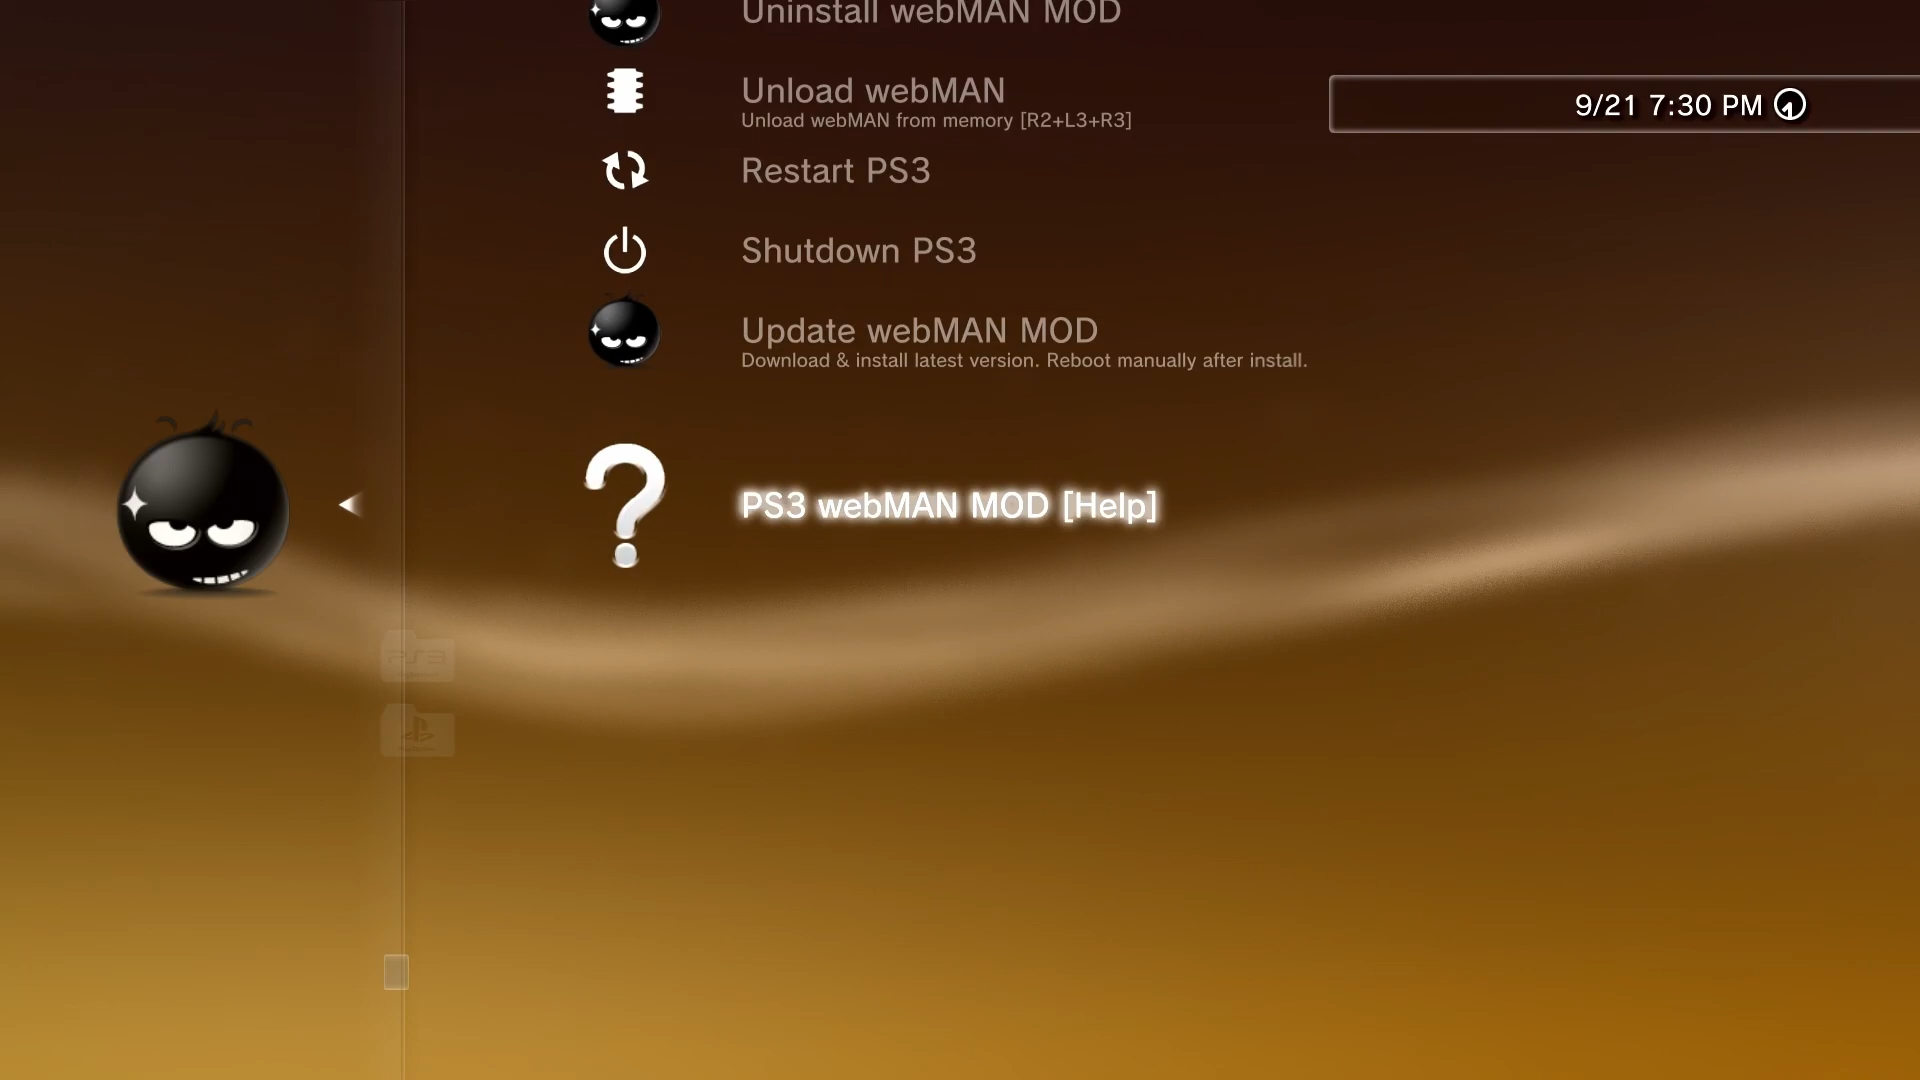 Uninstall webMAN MOD
Unload webMAN
Unload webMAN from memory [R2+L3+R3]
9/21 7:30 PM
Restart PS3
Shutdown PS3
Update webMAN MOD
Download & install latest version. Reboot manually after install.
PS3 webMAN MOD [Help]
PS3